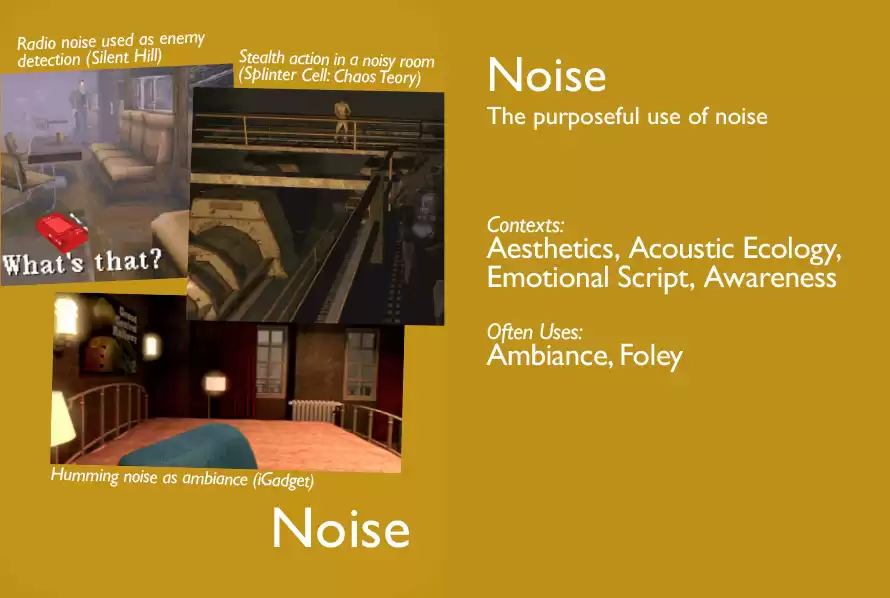 Radio noise used as enemy
detection (Silent Hill)
Stealth action in a noisy room
(Splinter Cell: Chaos Teory)
What's that?
Humming noise as ambiance (iGadget)
Noise
Noise
The purposeful use of noise
Contexts:
Aesthetics, Acoustic Ecology,
Emotional Script, Awareness
Often Uses:
Ambiance, Foley